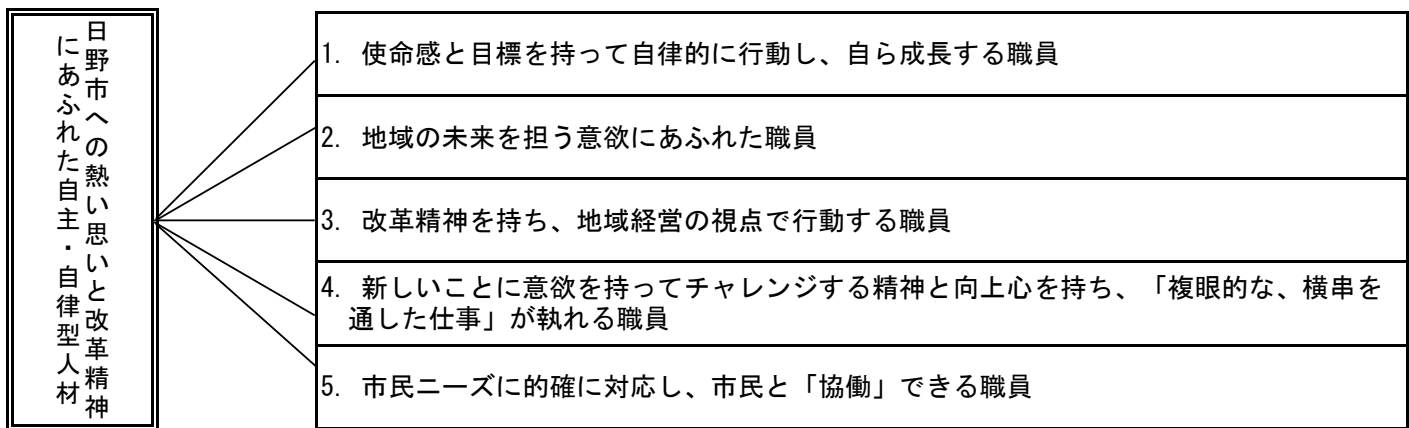 日野市への熱い思いと改革精神
にあふれた自主・自律型人材
1. 使命感と目標を持って自律的に行動し、自ら成長する職員
2. 地域の未来を担う意欲にあふれた職員
3. 改革精神を持ち、地域経営の視点で行動する職員
4. 新しいことに意欲を持ってチャレンジする精神と向上心を持ち、「複眼的な、横串を
通した仕事」が執れる職員
5. 市民ニーズに的確に対応し、市民と「協働」できる職員